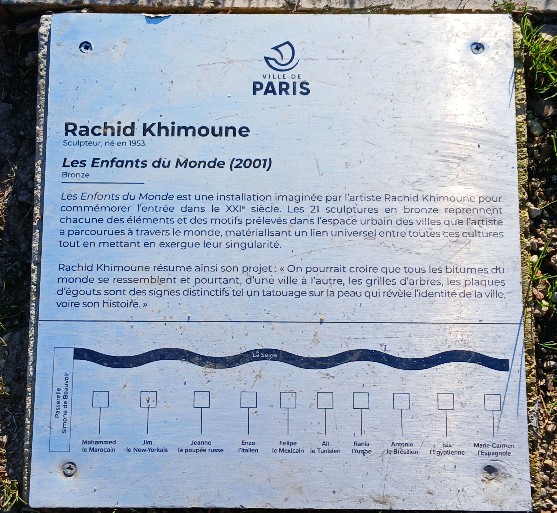 VILLE DE
PARIS
Rachid Khimoune
Sculpteur, né en 1953
Les Enfants du Monde (2001)
Bronze
Les Enfants du Monde est une installation imaginée par l'artiste Rachid Khimoune pour
commémorer l'entrée dans le XXIe siècle. Les 21 sculptures en bronze reprennent
chacune des éléments et des motifs prélevés dans l'espace urbain des villes que l'artiste
a parcourues à travers le monde, matérialisant un lien universel entre toutes ces cultures
tout en mettant en exergue leur singularité.
Rachid Khimoune résume ainsi son projet : « On pourrait croire que tous les bitumes du
monde se ressemblent et pourtant, d'une ville à l'autre, les grilles d'arbres, les plaques
d'égouts sont des signes distinctifs tel un tatouage sur la peau qui révèle l'identité de la ville,
voire son histoire. »
La Seine
Passerelle
Simone de Beauvoir
Mohammed
le Marocain
Jim
le New-Yorkais
Jeanne
la poupée russe
Enzo
l'Italien
Felipe
le Mexicain
Ali
le Tunisien
Rania
l'Arabe
Antonio
le Brésilien
Isis
l'Égyptienne
Marie-Carmen
l'Espagnole